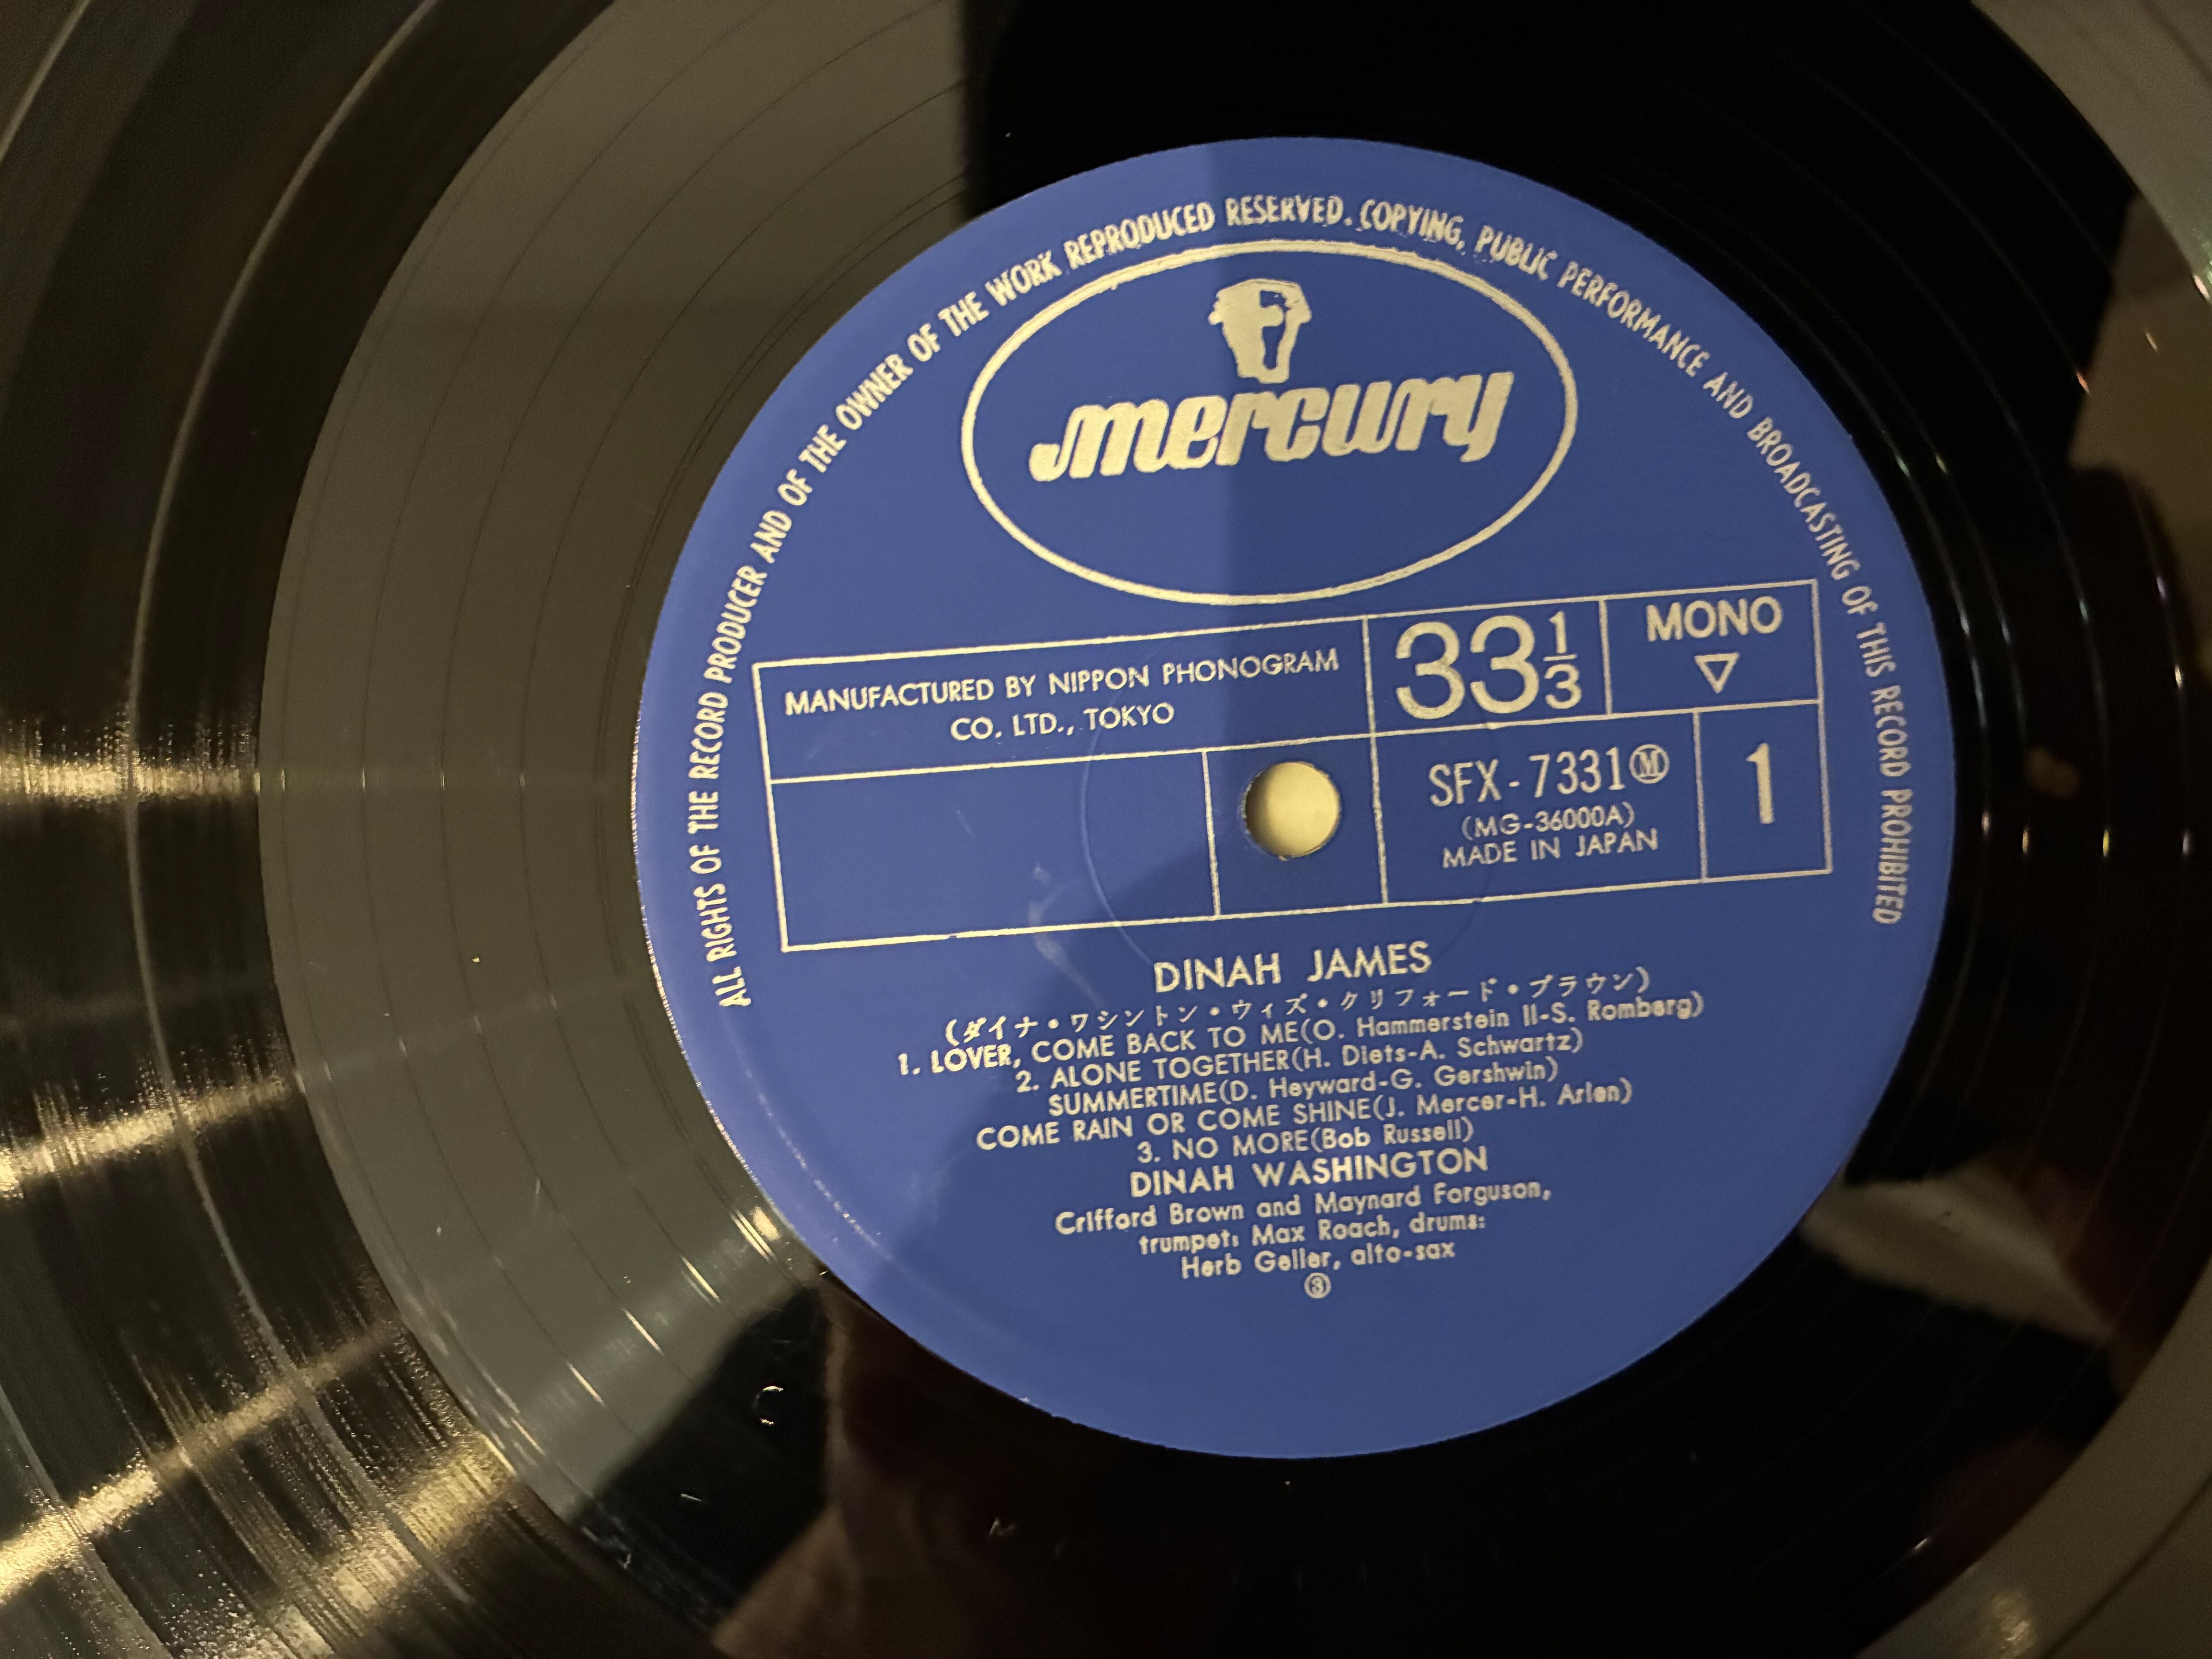 ALL RIGHTS OF THE RECORD PRODUCER AND OF THE OWNER OF THE WORK REPRODUCED RESERVED. COPYING, PUBLIC PERFORMANCE AND BROADCASTING OF THIS RECORD PROHIBITED
mercury
MANUFACTURED BY NIPPON PHONOGRAM
CO. LTD., TOKYO
33 1/3
MONO
▽
SFX-7331Ⓜ
(MG-36000A)
MADE IN JAPAN
1
DINAH JAMES
(ダイナ・ワシントン・ウィズ・クリフォード・ブラウン)
1. LOVER, COME BACK TO ME(O. Hammerstein II-S. Romberg)
2. ALONE TOGETHER(H. Diets-A. Schwartz)
SUMMERTIME(D. Heyward-G. Gershwin)
COME RAIN OR COME SHINE(J. Mercer-H. Arlen)
3. NO MORE(Bob Russell)
DINAH WASHINGTON
Crifford Brown and Maynard Forguson,
trumpet: Max Roach, drums:
Herb Geller, alto-sax
③